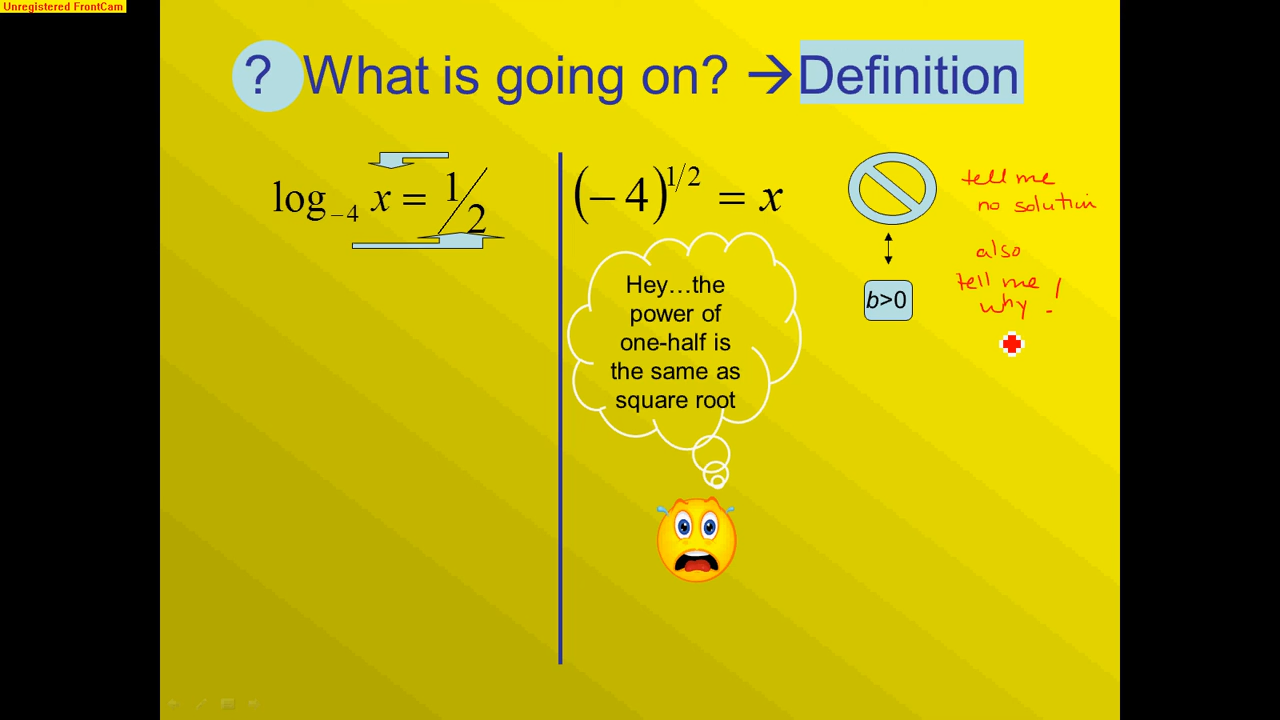 Unregistered FrontCam
? What is going on? → Definition
log₋₄ x = 1/2
(−4)^1/2 = x
Hey...the
power of
one-half is
the same as
square root
b>0
tell me
no solution
also
tell me
why !